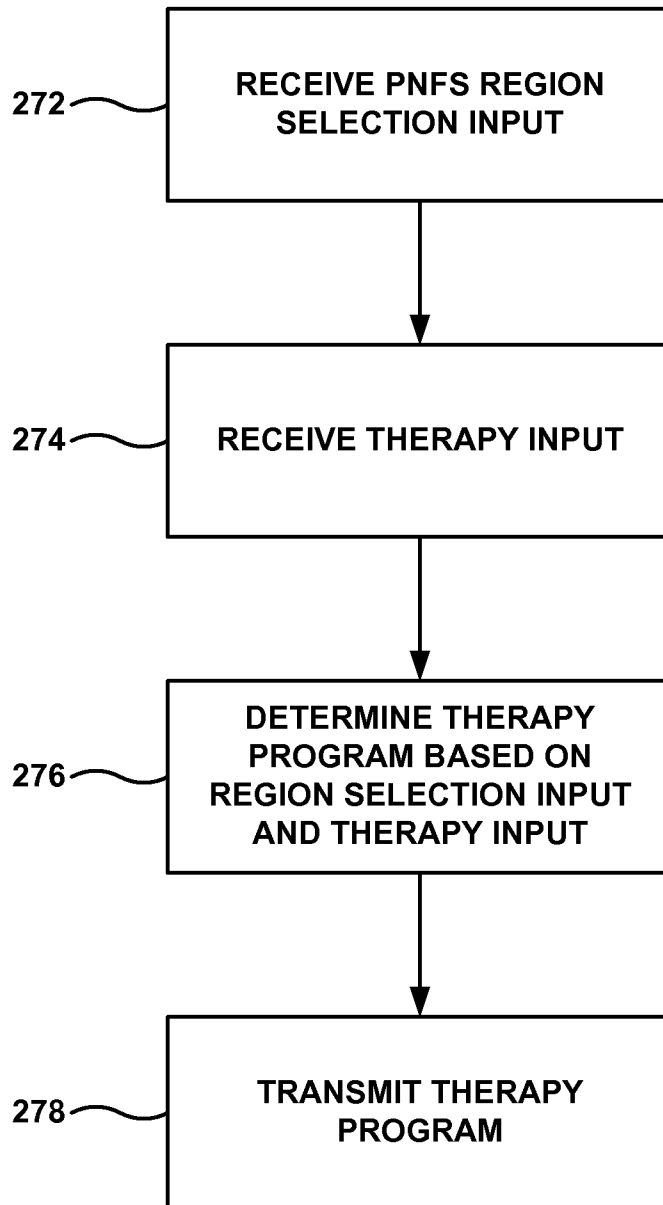 272
RECEIVE PNFS REGION
SELECTION INPUT
274
RECEIVE THERAPY INPUT
276
DETERMINE THERAPY
PROGRAM BASED ON
REGION SELECTION INPUT
AND THERAPY INPUT
278
TRANSMIT THERAPY
PROGRAM